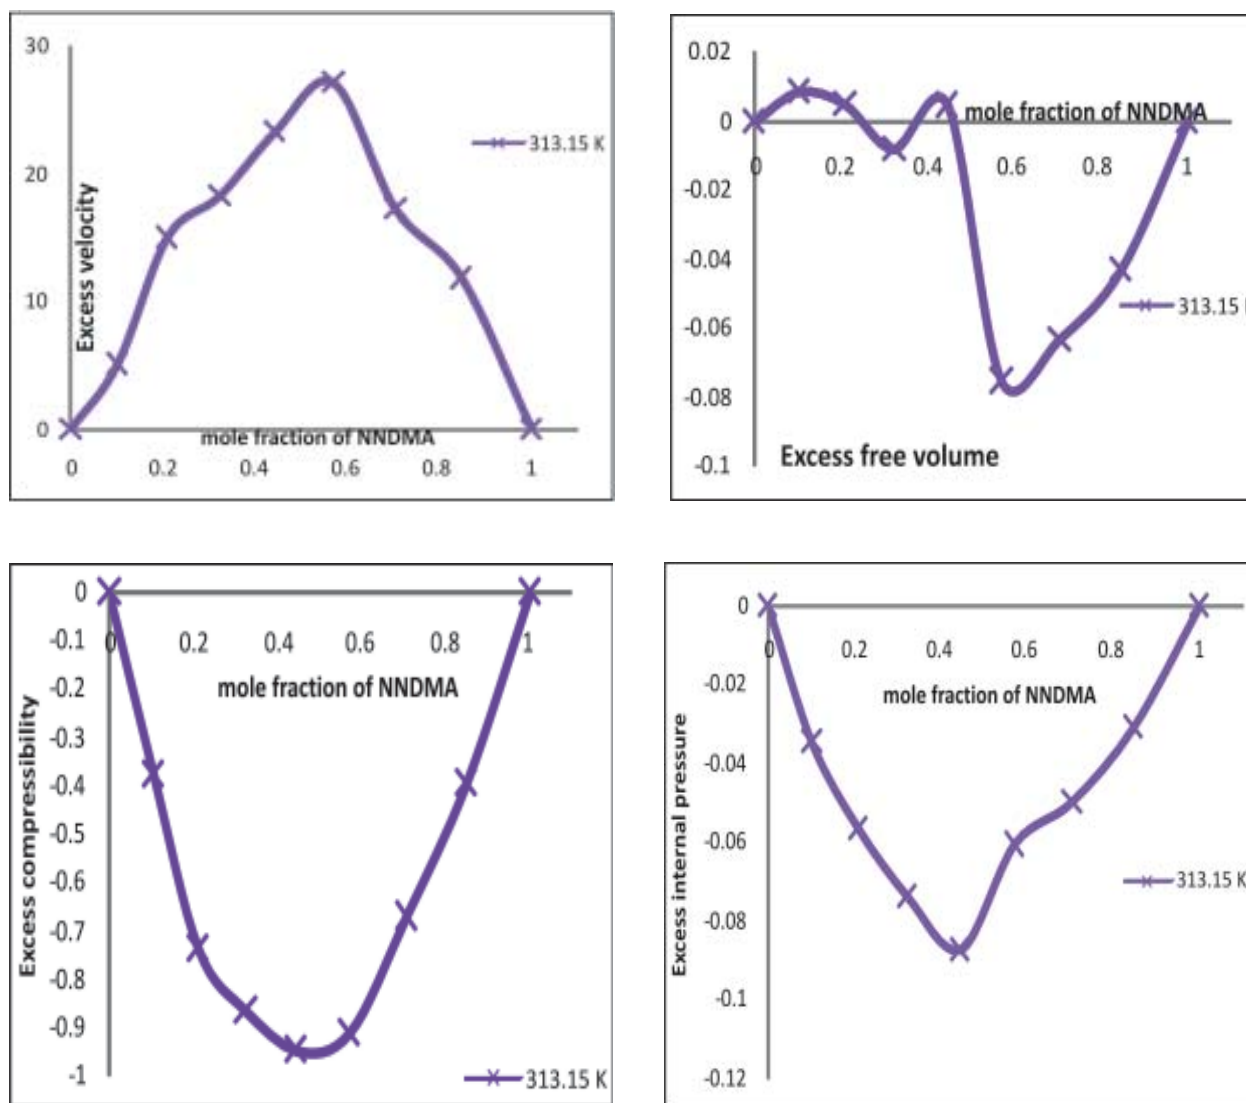 30
20
10
0
Excess velocity
313.15 K
mole fraction of NNDMA
0 0.2 0.4 0.6 0.8 1
0.02
0
-0.02
-0.04
-0.06
-0.08
-0.1
mole fraction of NNDMA
0 0.2 0.4 0.6 0.8 1
313.15
Excess free volume
0
-0.1
-0.2
-0.3
-0.4
-0.5
-0.6
-0.7
-0.8
-0.9
-1
Excess compressibility
0 0.2 0.4 0.6 0.8 1
mole fraction of NNDMA
313.15 K
0
-0.02
-0.04
-0.06
-0.08
-0.1
-0.12
Excess internal pressure
0 0.2 0.4 0.6 0.8 1
mole fraction of NNDMA
313.15 K